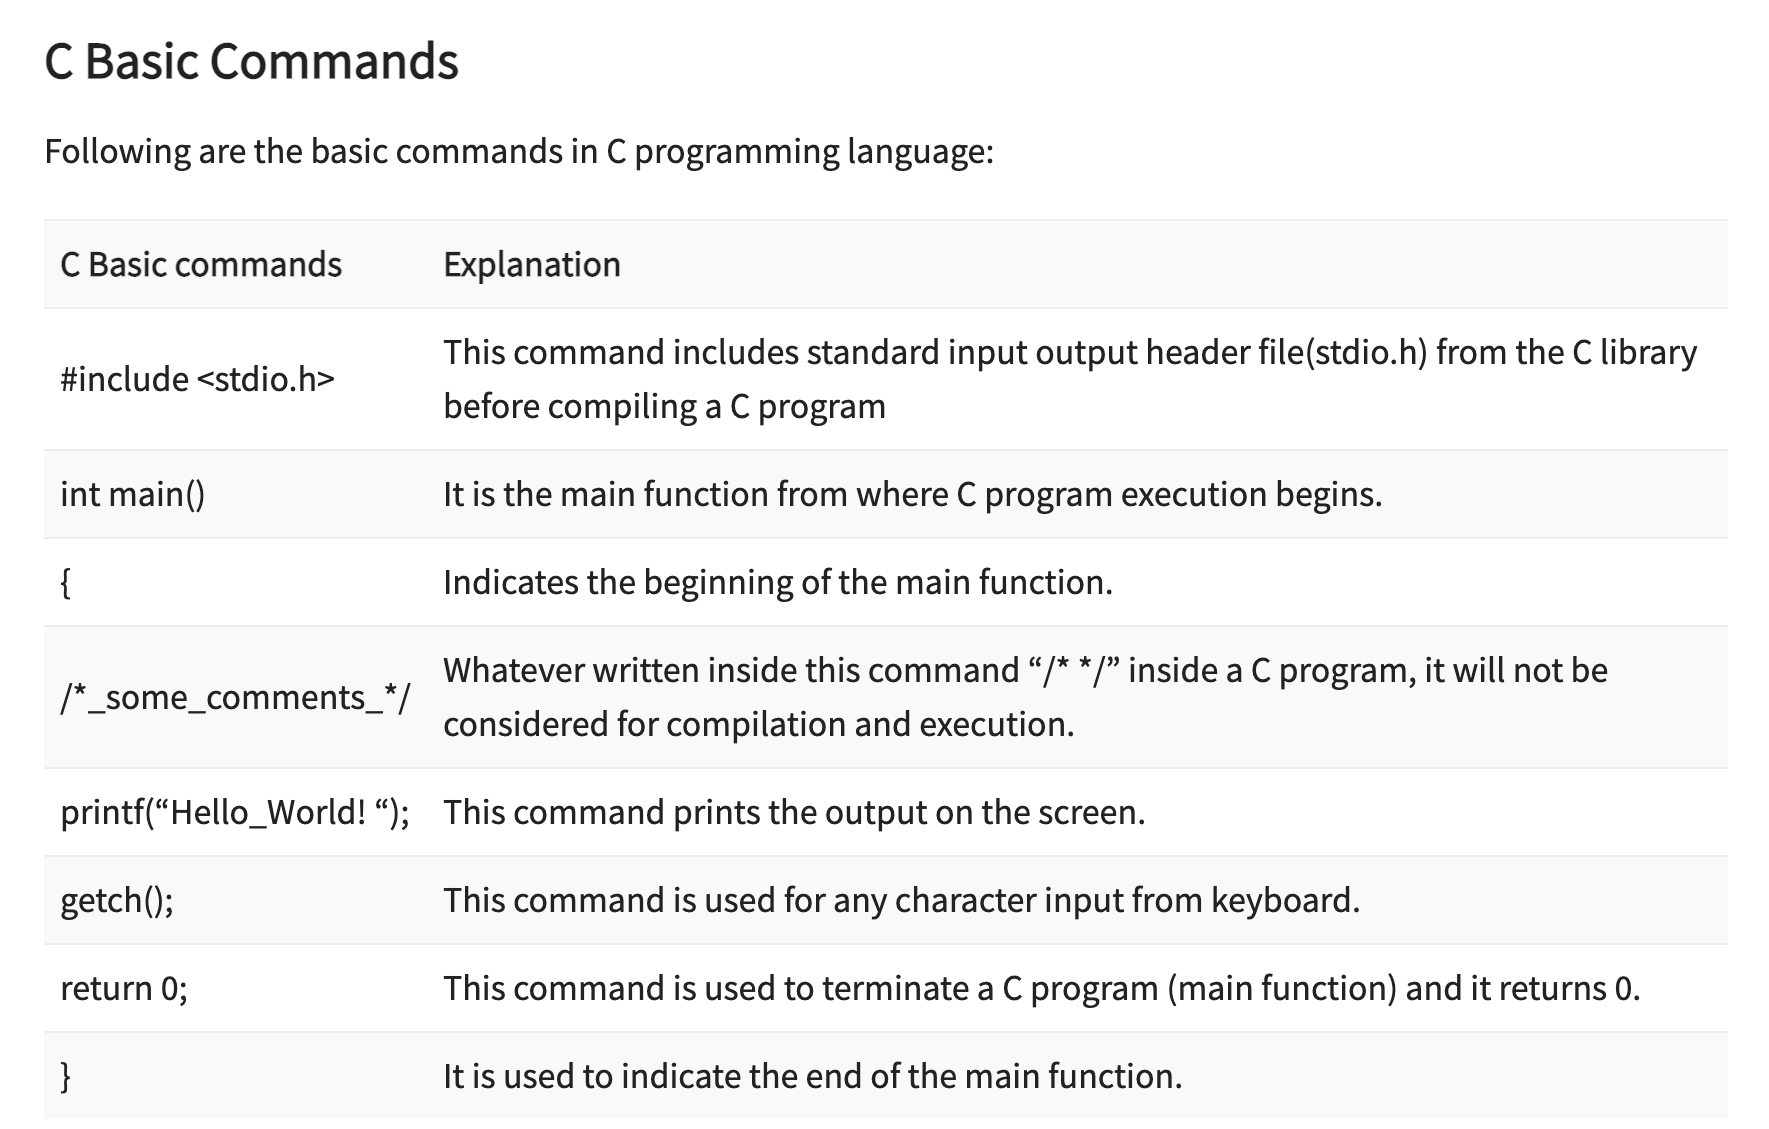 C Basic Commands
Following are the basic commands in C programming language:
C Basic commands Explanation
#include <stdio.h> This command includes standard input output header file(stdio.h) from the C library
before compiling a C program
int main() It is the main function from where C program execution begins.
{ Indicates the beginning of the main function.
/*_some_comments_*/ Whatever written inside this command “/* */” inside a C program, it will not be
considered for compilation and execution.
printf(“Hello_World! “); This command prints the output on the screen.
getch(); This command is used for any character input from keyboard.
return 0; This command is used to terminate a C program (main function) and it returns 0.
} It is used to indicate the end of the main function.